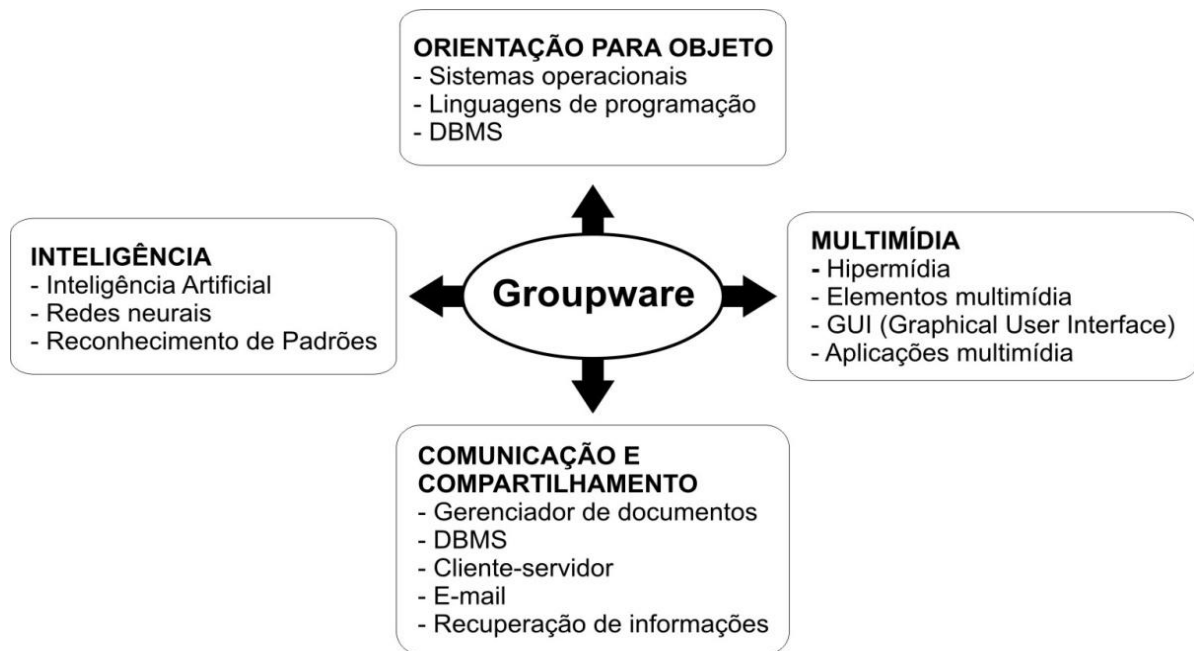 ORIENTAÇÃO PARA OBJETO
- Sistemas operacionais
- Linguagens de programação
- DBMS
INTELIGÊNCIA
- Inteligência Artificial
- Redes neurais
- Reconhecimento de Padrões
Groupware
MULTIMÍDIA
- Hipermídia
- Elementos multimídia
- GUI (Graphical User Interface)
- Aplicações multimídia
COMUNICAÇÃO E
COMPARTILHAMENTO
- Gerenciador de documentos
- DBMS
- Cliente-servidor
- E-mail
- Recuperação de informações